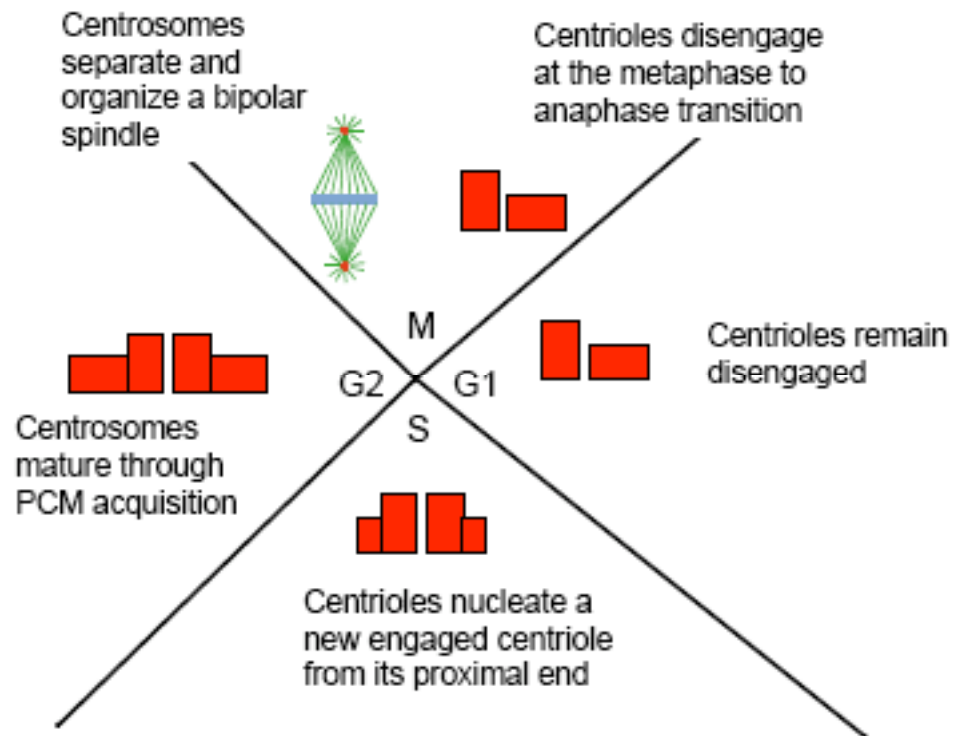 Centrosomes
separate and
organize a bipolar
spindle
Centrioles disengage
at the metaphase to
anaphase transition
M
G2
G1
S
Centrioles remain
disengaged
Centrosomes
mature through
PCM acquisition
Centrioles nucleate a
new engaged centriole
from its proximal end